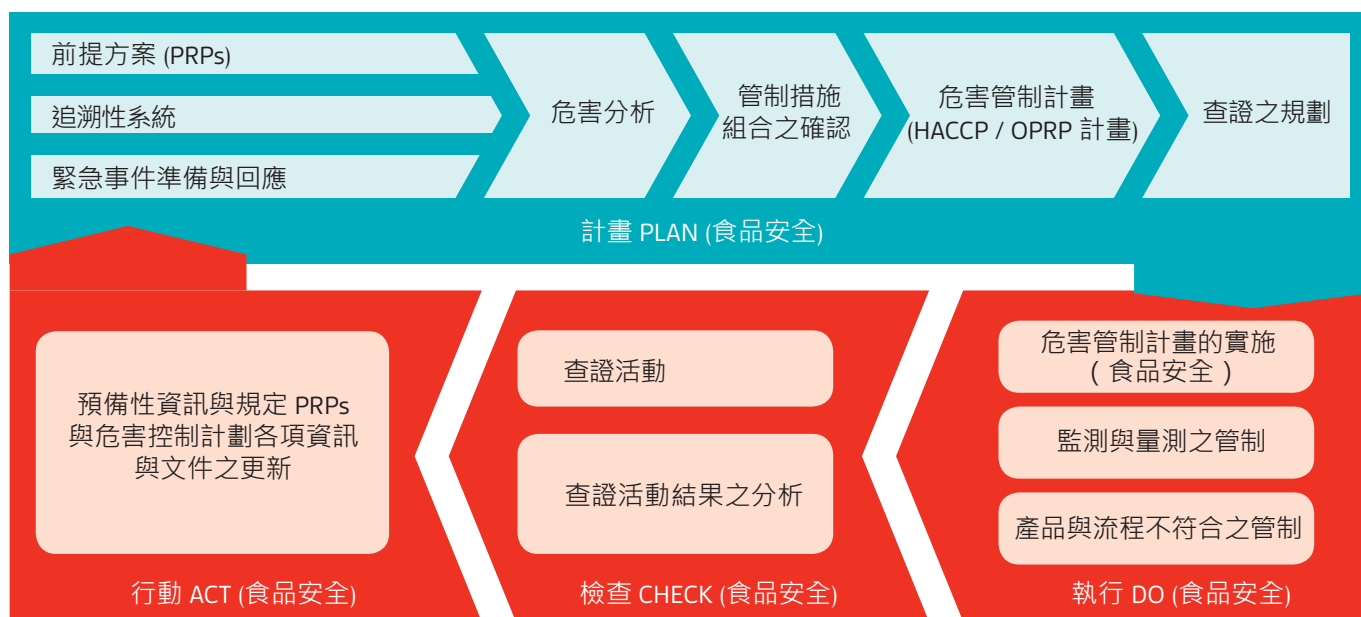 前提方案 (PRPs)
追溯性系統
緊急事件準備與回應
危害分析
管制措施
組合之確認
危害管制計畫
(HACCP / OPRP 計畫)
查證之規劃
計畫 PLAN (食品安全)
預備性資訊與規定 PRPs
與危害控制計劃各項資訊
與文件之更新
行動 ACT (食品安全)
查證活動
查證活動結果之分析
檢查 CHECK (食品安全)
危害管制計畫的實施
( 食品安全 )
監測與量測之管制
產品與流程不符合之管制
執行 DO (食品安全)